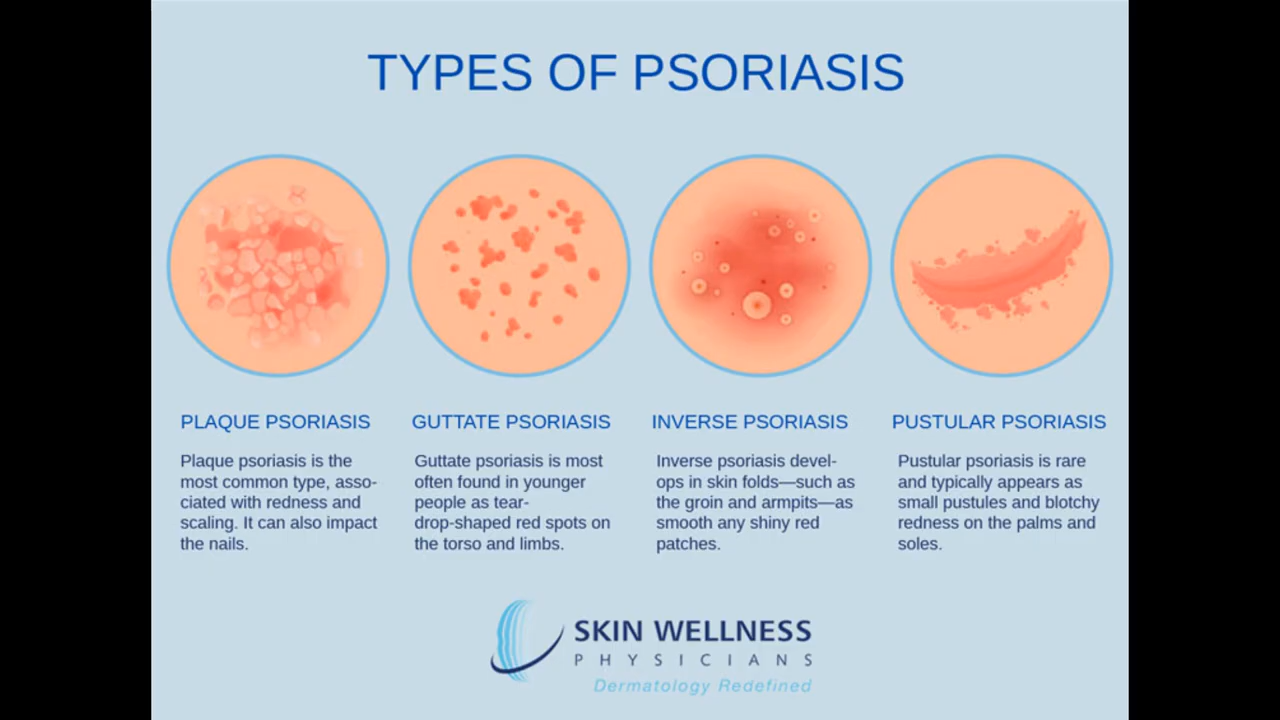 TYPES OF PSORIASIS
PLAQUE PSORIASIS
Plaque psoriasis is the
most common type, asso-
ciated with redness and
scaling. It can also impact
the nails.
GUTTATE PSORIASIS
Guttate psoriasis is most
often found in younger
people as tear-
drop-shaped red spots on
the torso and limbs.
INVERSE PSORIASIS
Inverse psoriasis devel-
ops in skin folds—such as
the groin and armpits—as
smooth any shiny red
patches.
PUSTULAR PSORIASIS
Pustular psoriasis is rare
and typically appears as
small pustules and blotchy
redness on the palms and
soles.
SKIN WELLNESS
PHYSICIANS
Dermatology Redefined